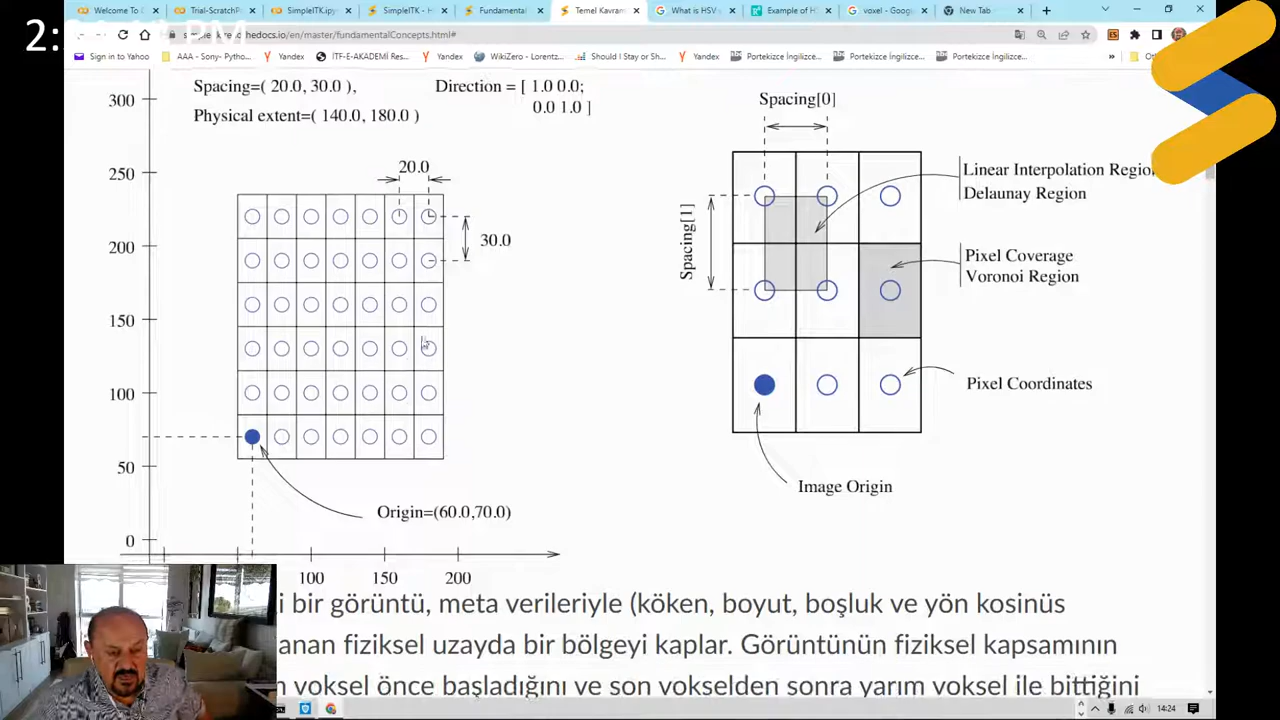 Welcome To C
Trial-ScratchP
SimpleITK.ipy
SimpleITK - H
Fundamental
Temel Kavram
What is HSV
Example of H
voxel - Googl
New Tab
hedocs.io/en/master/fundamentalConcepts.html#
Sign in to Yahoo
AAA - Sony- Pytho...
Yandex
İTF-E-AKADEMİ Res...
Yandex
WikiZero - Lorentz...
Should I Stay or Sh...
Yandex
Portekizce İngilizce...
Portekizce İngilizce...
Portekizce İngilizce...
Spacing=( 20.0, 30.0 ),
Direction = [ 1.0 0.0;
0.0 1.0 ]
Physical extent=( 140.0, 180.0 )
300
250
200
150
100
50
0
20.0
30.0
Origin=(60.0,70.0)
100
150
200
Spacing[0]
Spacing[1]
Linear Interpolation Regio
Delaunay Region
Pixel Coverage
Voronoi Region
Pixel Coordinates
Image Origin
i bir görüntü, meta verileriyle (köken, boyut, boşluk ve yön kosinüs
anan fiziksel uzayda bir bölgeyi kaplar. Görüntünün fiziksel kapsamının
voksel önce başladığını ve son vokselden sonra yarım voksel ile bittiğini
14:24